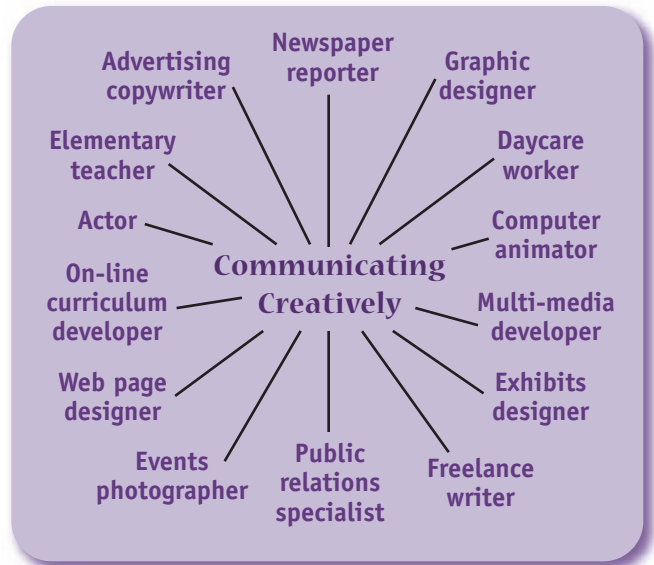 Newspaper
reporter
Advertising
copywriter
Graphic
designer
Elementary
teacher
Daycare
worker
Actor
Computer
animator
Communicating
Creatively
On-line
curriculum
developer
Multi-media
developer
Web page
designer
Exhibits
designer
Events
photographer
Public
relations
specialist
Freelance
writer